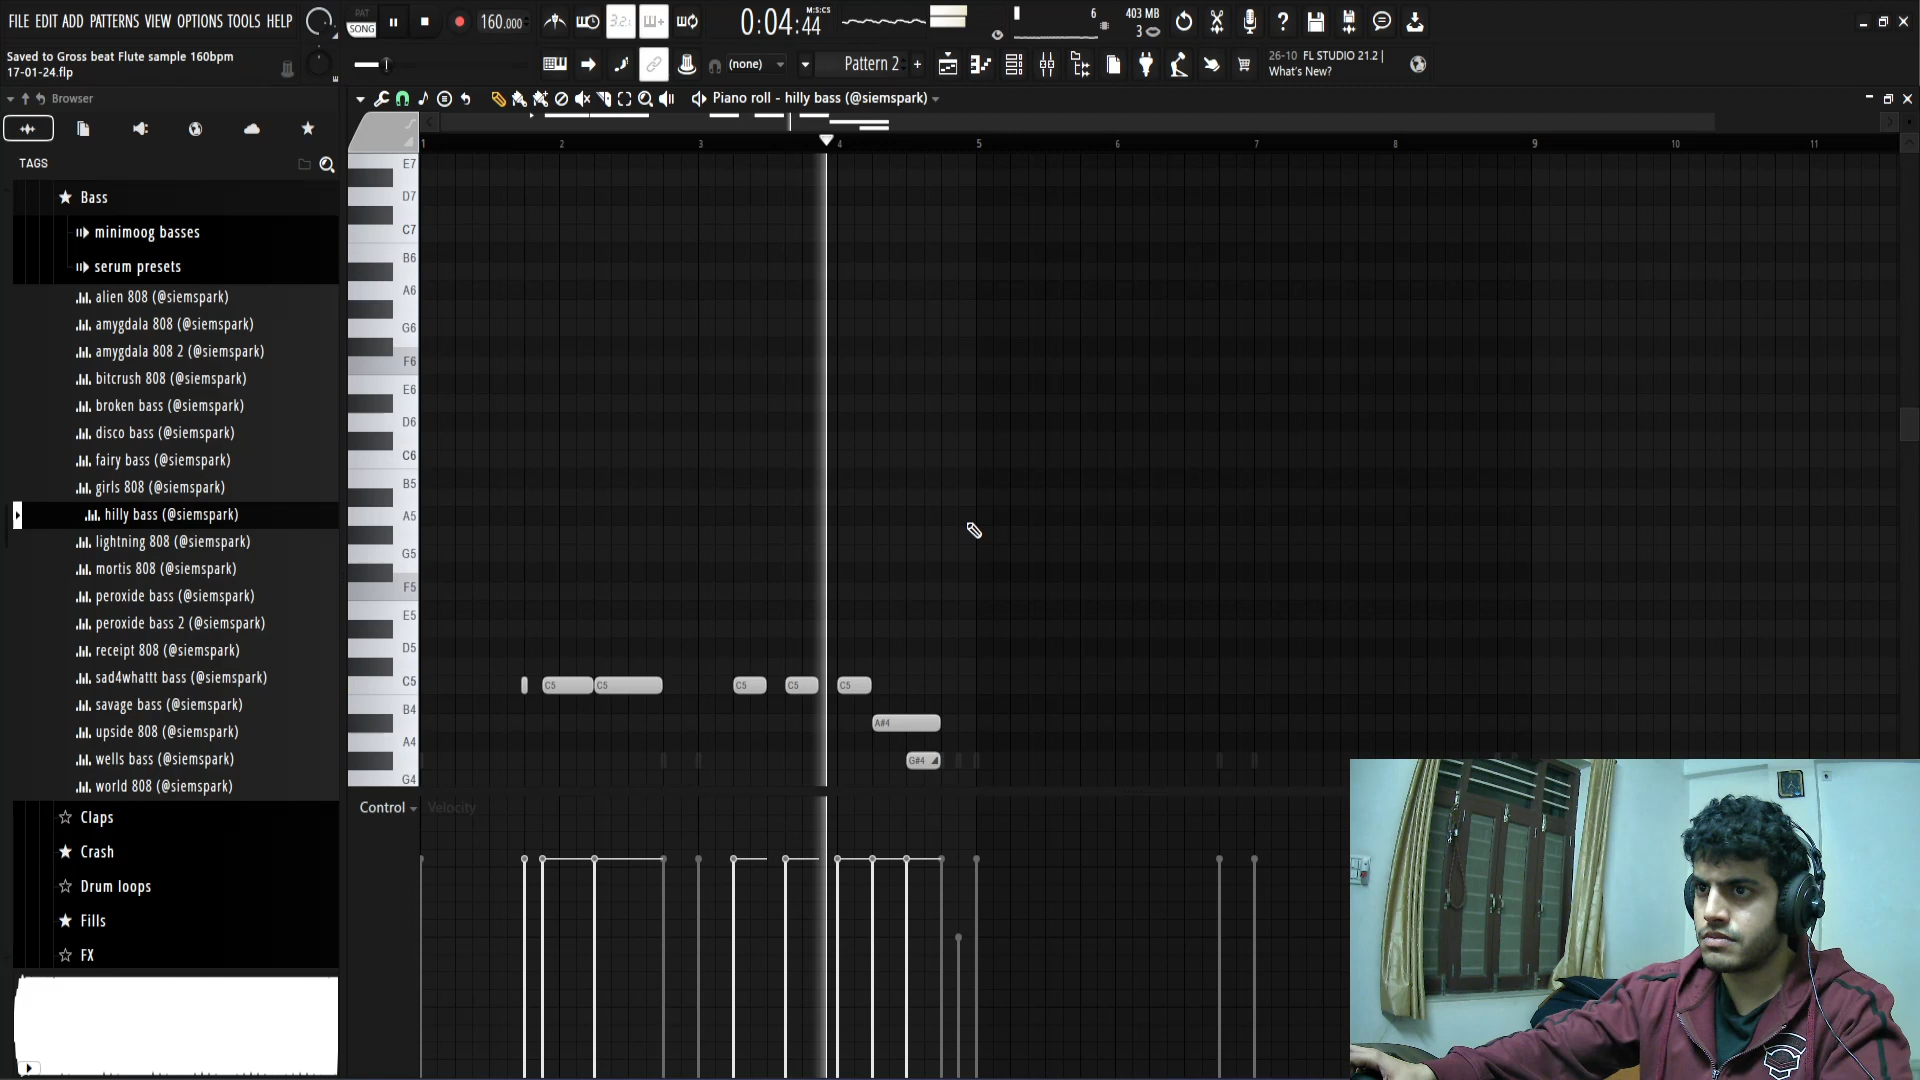 FILE EDIT ADD PATTERNS VIEW OPTIONS TOOLS HELP
PAT
SONG
160.000
3.2.
0:04:44
M:S:CS
6
403 MB
3
Saved to Gross beat Flute sample 160bpm
17-01-24.flp
(none)
Pattern 2
26-10 FL STUDIO 21.2 |
What's New?
Browser
Piano roll - hilly bass (@siemspark)
TAGS
Bass
minimoog basses
serum presets
alien 808 (@siemspark)
amygdala 808 (@siemspark)
amygdala 808 2 (@siemspark)
bitcrush 808 (@siemspark)
broken bass (@siemspark)
disco bass (@siemspark)
fairy bass (@siemspark)
girls 808 (@siemspark)
hilly bass (@siemspark)
lightning 808 (@siemspark)
mortis 808 (@siemspark)
peroxide bass (@siemspark)
peroxide bass 2 (@siemspark)
receipt 808 (@siemspark)
sad4whattt bass (@siemspark)
savage bass (@siemspark)
upside 808 (@siemspark)
wells bass (@siemspark)
world 808 (@siemspark)
Claps
Crash
Drum loops
Fills
FX
1 2 3 4 5 6 7 8 9 10 11
E7
D7
C7
B6
A6
G6
F6
E6
D6
C6
B5
A5
G5
F5
E5
D5
C5
B4
A4
G4
C5 C5 C5 C5 C5
A#4
G#4
Control
Velocity